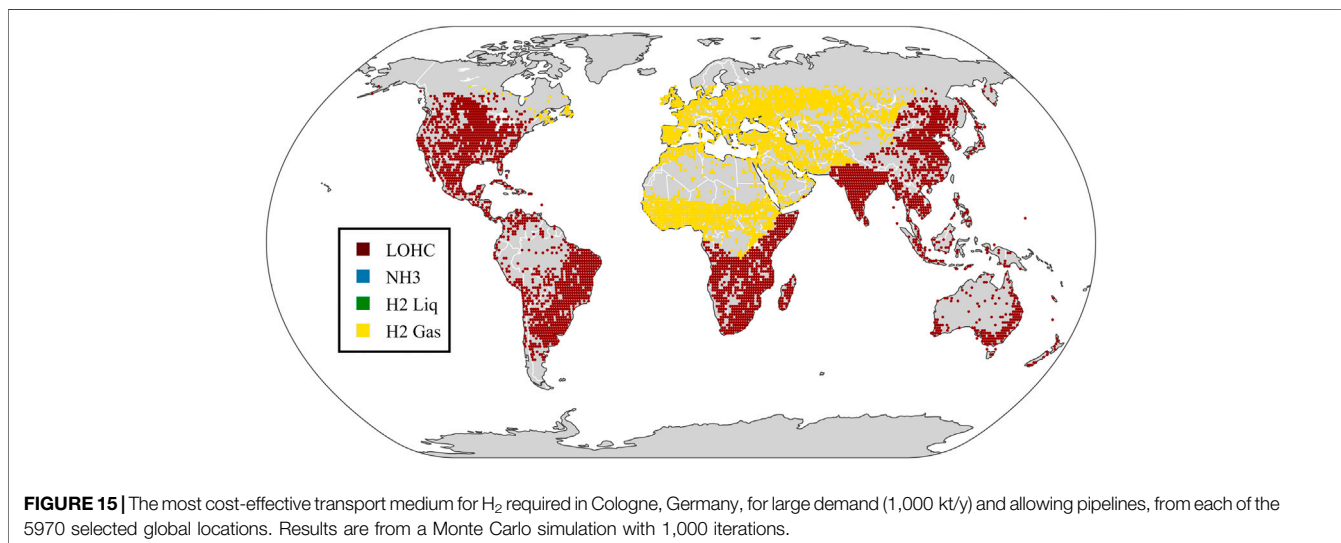 LOHC
NH3
H2 Liq
H2 Gas
FIGURE 15 | The most cost-effective transport medium for H₂ required in Cologne, Germany, for large demand (1,000 kt/y) and allowing pipelines, from each of the
5970 selected global locations. Results are from a Monte Carlo simulation with 1,000 iterations.